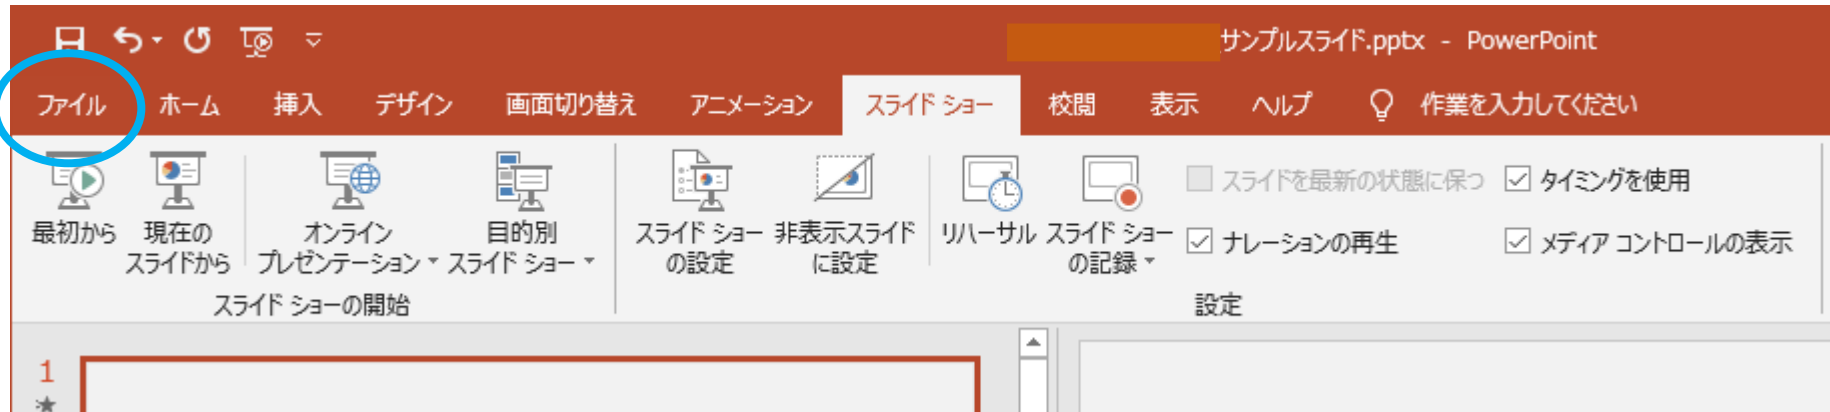 _サンプルスライド.pptx - PowerPoint
ファイル ホーム 挿入 デザイン 画面切り替え アニメーション スライド ショー 校閲 表示 ヘルプ 作業を入力してください
最初から
現在の
スライドから
オンライン
プレゼンテーション
目的別
スライド ショー
スライド ショーの開始
スライド ショー
の設定
非表示スライド
に設定
リハーサル
スライド ショー
の記録
スライドを最新の状態に保つ
タイミングを使用
ナレーションの再生
メディア コントロールの表示
設定
1